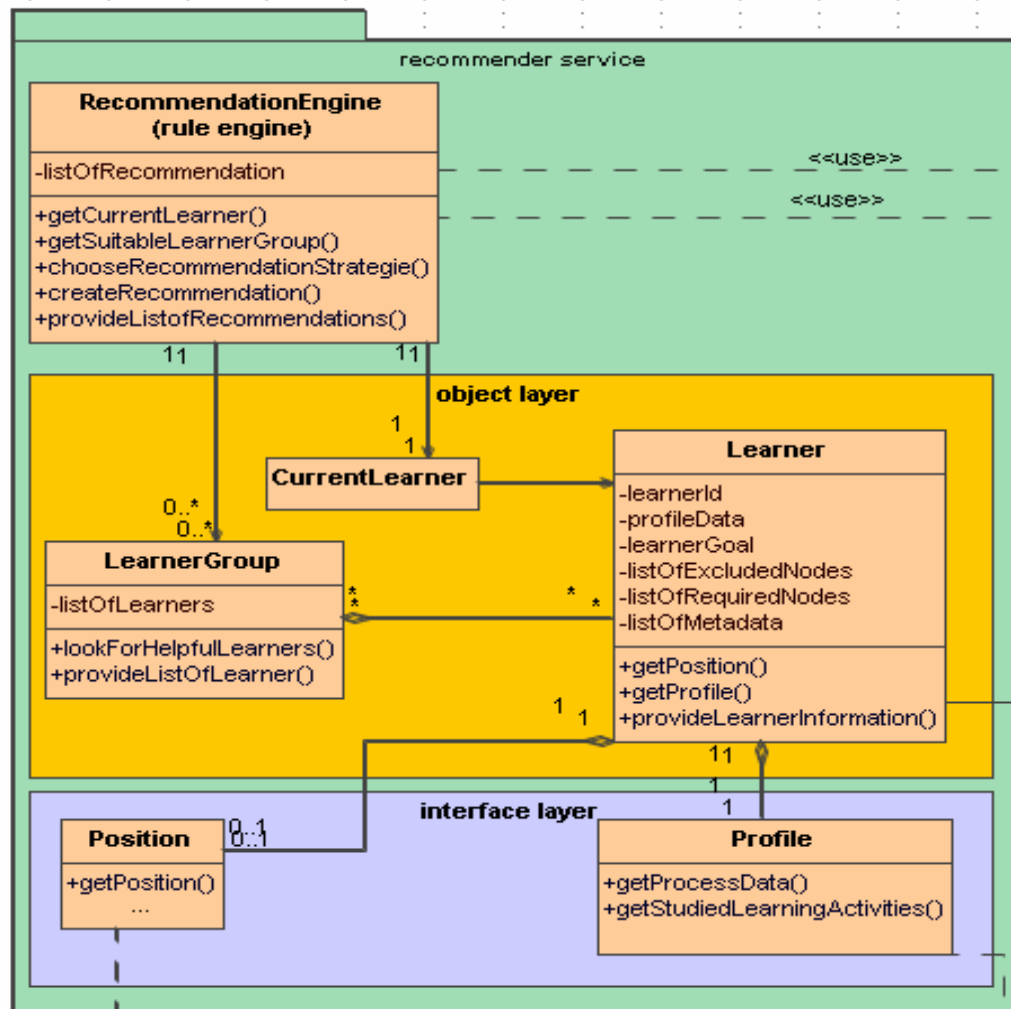 recommender service
RecommendationEngine
(rule engine)
-listOfRecommendation
+getCurrentLearner()
+getSuitableLearnerGroup()
+chooseRecommendationStrategie()
+createRecommendation()
+provideListofRecommendations()
<<use>>
<<use>>
11
11
object layer
1
1
CurrentLearner
Learner
-learnerId
-profileData
-learnerGoal
-listOfExcludedNodes
-listOfRequiredNodes
-listOfMetadata
+getPosition()
+getProfile()
+provideLearnerInformation()
0..*
0..*
LearnerGroup
-listOfLearners
+lookForHelpfulLearners()
+provideListOfLearner()
*
*
*
*
1
1
11
1
1
interface layer
0..1
0..1
Position
+getPosition()
...
Profile
+getProcessData()
+getStudiedLearningActivities()